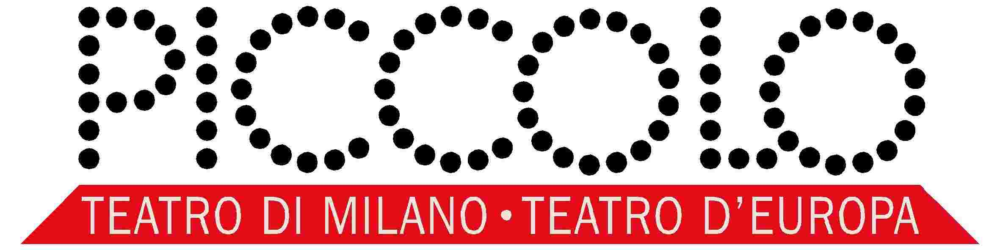 PICCOLO
TEATRO DI MILANO • TEATRO D'EUROPA